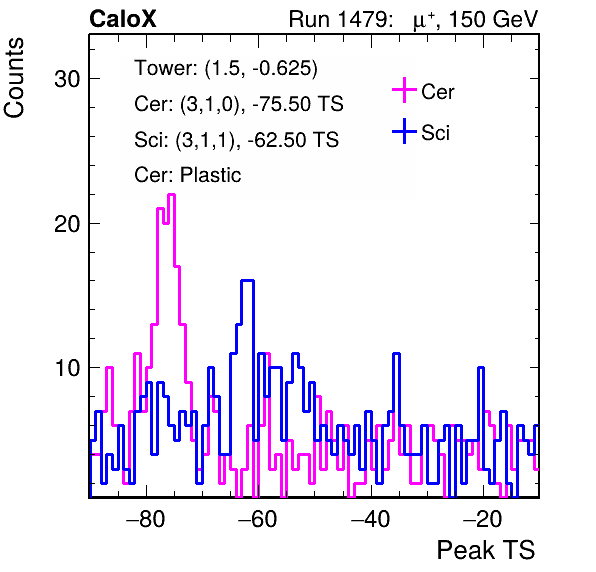 CaloX Run 1479: μ⁺, 150 GeV
Counts
Tower: (1.5, -0.625)
Cer: (3,1,0), -75.50 TS
Sci: (3,1,1), -62.50 TS
Cer: Plastic
Cer
Sci
30
20
10
−80 −60 −40 −20
Peak TS